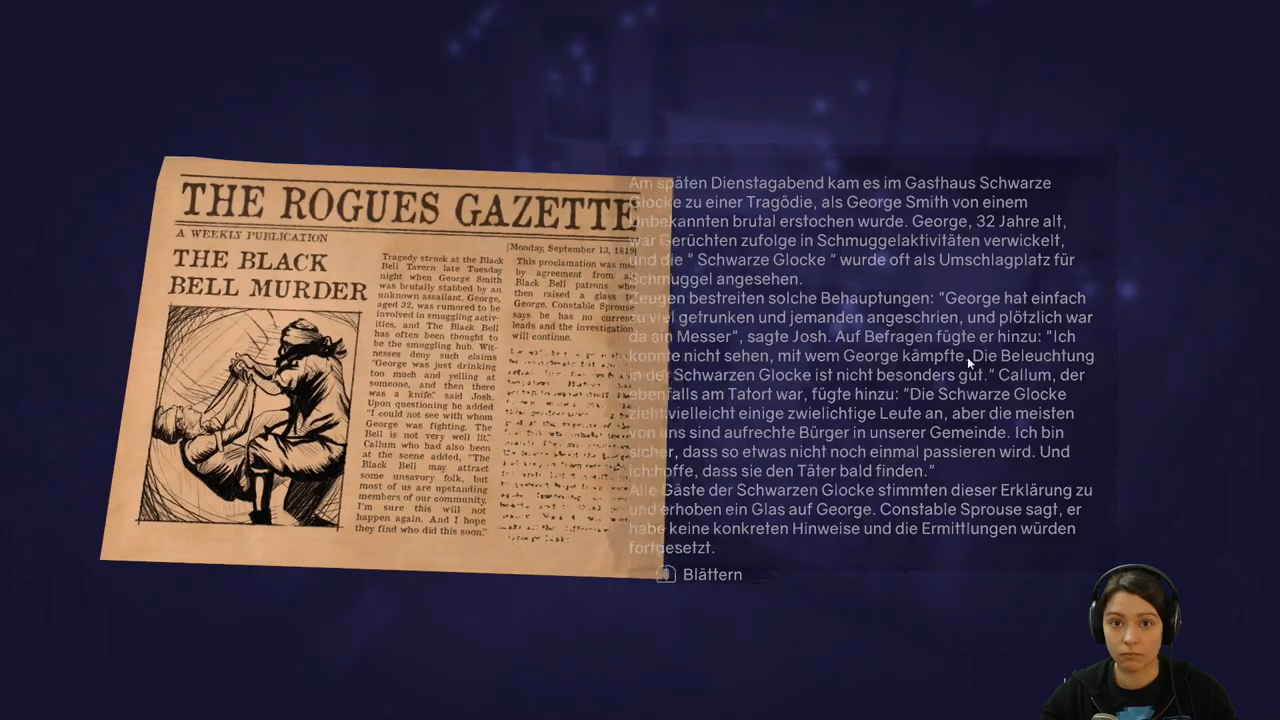 THE ROGUES GAZETTE
A WEEKLY PUBLICATION
THE BLACK
BELL MURDER
Tragedy struck at the Black
Bell Tavern late Tuesday
night when George Smith
was brutally stabbed by an
unknown assailant. George,
aged 32, was rumored to be
involved in smuggling activ-
ities, and The Black Bell
has often been thought to
be the smuggling hub. Wit-
nesses deny such claims
"George was just drinking
too much and yelling at
someone, and then there
was a knife," said Josh.
Upon questioning he added
"I could not see with whom
George was fighting. The
Bell is not very well lit."
Callum who had also been
at the scene added, "The
Black Bell may attract
some unsavory folk, but
most of us are upstanding
members of our community.
I'm sure this will not
happen again. And I hope
they find who did this soon."
Monday, September 13, 1819
This proclamation was met
by agreement from all
Black Bell patrons who
then raised a glass to
George. Constable Sprouse
says he has no current
leads and the investigation
will continue.
Am späten Dienstagabend kam es im Gasthaus Schwarze
Glocke zu einer Tragödie, als George Smith von einem
Unbekannten brutal erstochen wurde. George, 32 Jahre alt,
war Gerüchten zufolge in Schmuggelaktivitäten verwickelt,
und die " Schwarze Glocke " wurde oft als Umschlagplatz für
Schmuggel angesehen.
Zeugen bestreiten solche Behauptungen: "George hat einfach
zu viel getrunken und jemanden angeschrien, und plötzlich war
da ein Messer", sagte Josh. Auf Befragen fügte er hinzu: "Ich
konnte nicht sehen, mit wem George kämpfte. Die Beleuchtung
in der Schwarzen Glocke ist nicht besonders gut." Callum, der
ebenfalls am Tatort war, fügte hinzu: "Die Schwarze Glocke
zieht vielleicht einige zwielichtige Leute an, aber die meisten
von uns sind aufrechte Bürger in unserer Gemeinde. Ich bin
sicher, dass so etwas nicht noch einmal passieren wird. Und
ich hoffe, dass sie den Täter bald finden."
Alle Gäste der Schwarzen Glocke stimmten dieser Erklärung zu
und erhoben ein Glas auf George. Constable Sprouse sagt, er
habe keine konkreten Hinweise und die Ermittlungen würden
fortgesetzt.
Blättern